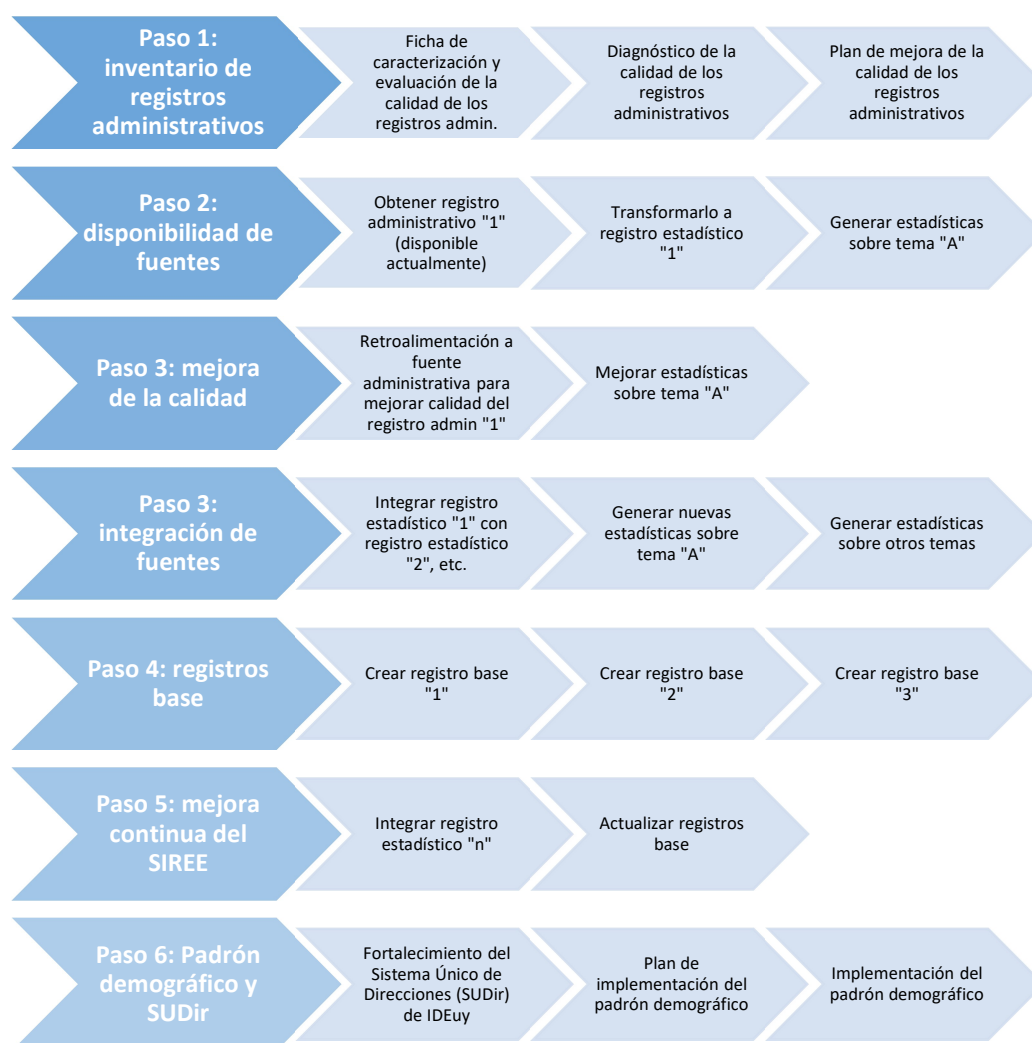 Paso 1:
inventario de
registros
administrativos
Ficha de
caracterización y
evaluación de la
calidad de los
registros admin.
Diagnóstico de la
calidad de los
registros
administrativos
Plan de mejora de la
calidad de los
registros
administrativos
Paso 2:
disponibilidad de
fuentes
Obtener registro
administrativo "1"
(disponible
actualmente)
Transformarlo a
registro estadístico
"1"
Generar estadísticas
sobre tema "A"
Paso 3: mejora
de la calidad
Retroalimentación a
fuente
administrativa para
mejorar calidad del
registro admin "1"
Mejorar estadísticas
sobre tema "A"
Paso 3:
integración de
fuentes
Integrar registro
estadístico "1" con
registro estadístico
"2", etc.
Generar nuevas
estadísticas sobre
tema "A"
Generar estadísticas
sobre otros temas
Paso 4: registros
base
Crear registro base
"1"
Crear registro base
"2"
Crear registro base
"3"
Paso 5: mejora
continua del
SIREE
Integrar registro
estadístico "n"
Actualizar registros
base
Paso 6: Padrón
demográfico y
SUDir
Fortalecimiento del
Sistema Único de
Direcciones (SUDir)
de IDEuy
Plan de
implementación del
padrón demográfico
Implementación del
padrón demográfico